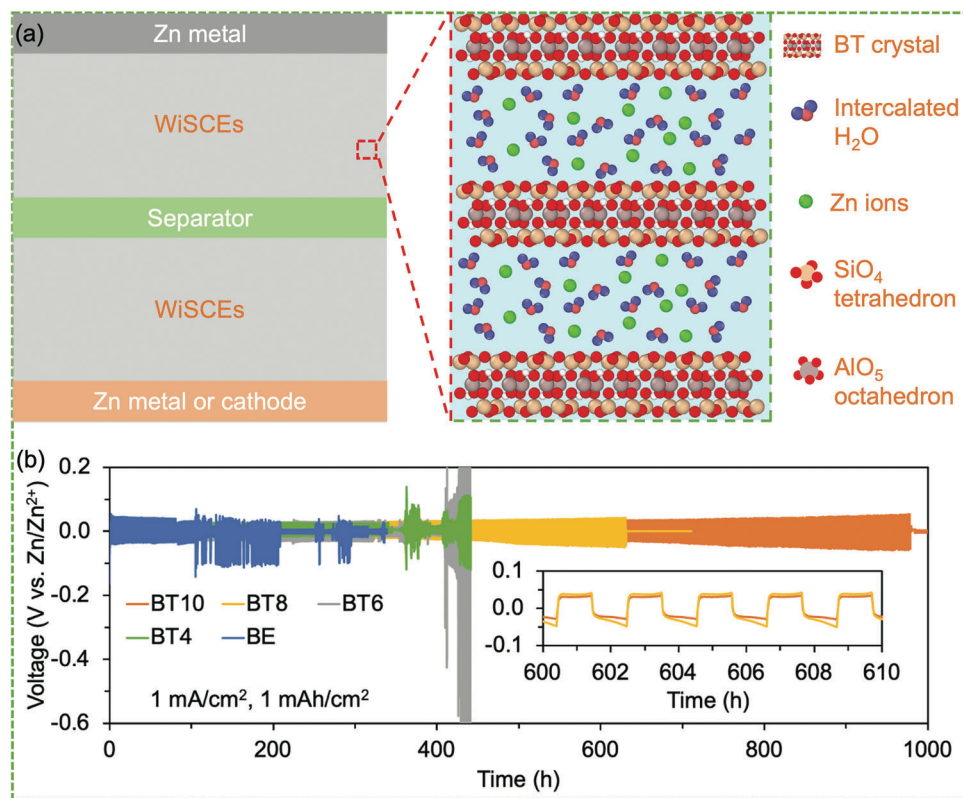 (a)
Zn metal
WiSCEs
Separator
WiSCEs
Zn metal or cathode
BT crystal
Intercalated
H₂O
Zn ions
SiO₄
tetrahedron
AlO₅
octahedron
(b)
Voltage (V vs. Zn/Zn²⁺)
0.2
0.0
-0.2
-0.4
-0.6
BT10 BT8 BT6
BT4 BE
1 mA/cm², 1 mAh/cm²
0.1
0.0
-0.1
600 602 604 606 608 610
Time (h)
0 200 400 600 800 1000
Time (h)